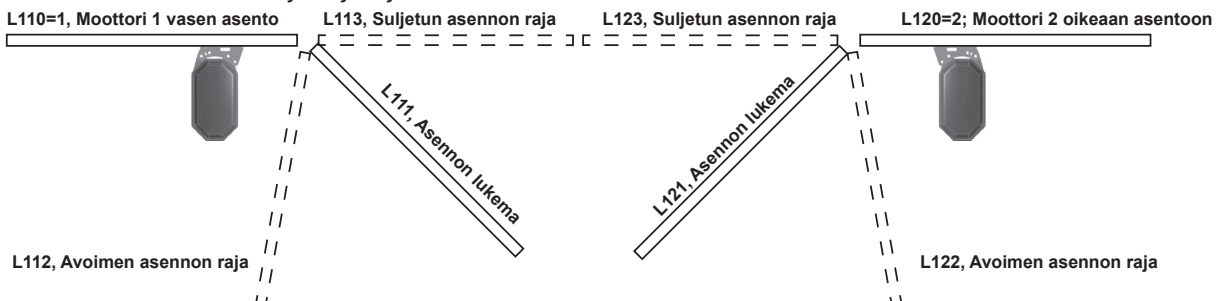 L110=1, Moottori 1 vasen asento
L113, Suljetun asennon raja
L123, Suljetun asennon raja
L120=2; Moottori 2 oikeaan asentoon
L111, Asennon lukema
L121, Asennon lukema
L112, Avoimen asennon raja
L122, Avoimen asennon raja